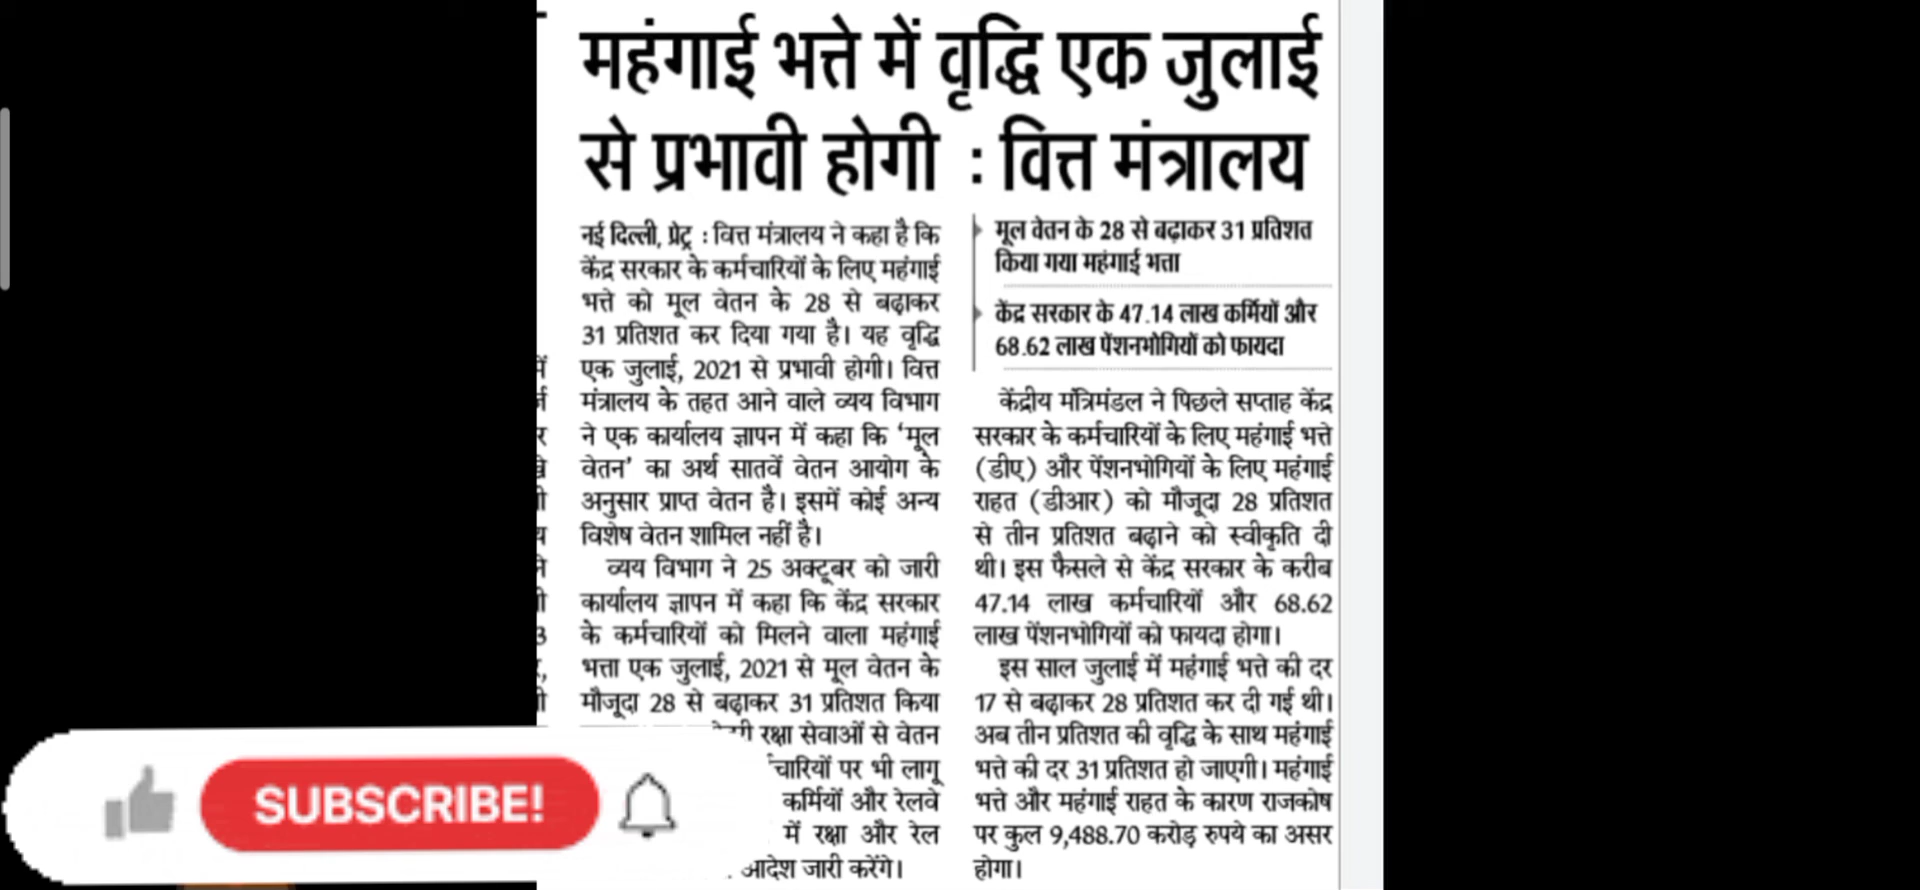 महंगाई भत्ते में वृद्धि एक जुलाई
से प्रभावी होगी : वित्त मंत्रालय
नई दिल्ली, प्रेट्र : वित्त मंत्रालय ने कहा है कि
केंद्र सरकार के कर्मचारियों के लिए महंगाई
भत्ते को मूल वेतन के 28 से बढ़ाकर
31 प्रतिशत कर दिया गया है। यह वृद्धि
एक जुलाई, 2021 से प्रभावी होगी। वित्त
मंत्रालय के तहत आने वाले व्यय विभाग
ने एक कार्यालय ज्ञापन में कहा कि ‘मूल
वेतन’ का अर्थ सातवें वेतन आयोग के
अनुसार प्राप्त वेतन है। इसमें कोई अन्य
विशेष वेतन शामिल नहीं है।
व्यय विभाग ने 25 अक्टूबर को जारी
कार्यालय ज्ञापन में कहा कि केंद्र सरकार
के कर्मचारियों को मिलने वाला महंगाई
भत्ता एक जुलाई, 2021 से मूल वेतन के
मौजूदा 28 से बढ़ाकर 31 प्रतिशत किया
रक्षा सेवाओं से वेतन
पर भी लागू
कर्मियों और रेलवे
में रक्षा और रेल
आदेश जारी करेंगे।
मूल वेतन के 28 से बढ़ाकर 31 प्रतिशत
किया गया महंगाई भत्ता
केंद्र सरकार के 47.14 लाख कर्मियों और
68.62 लाख पेंशनभोगियों को फायदा
केंद्रीय मंत्रिमंडल ने पिछले सप्ताह केंद्र
सरकार के कर्मचारियों के लिए महंगाई भत्ते
(डीए) और पेंशनभोगियों के लिए महंगाई
राहत (डीआर) को मौजूदा 28 प्रतिशत
से तीन प्रतिशत बढ़ाने को स्वीकृति दी
थी। इस फैसले से केंद्र सरकार के करीब
47.14 लाख कर्मचारियों और 68.62
लाख पेंशनभोगियों को फायदा होगा।
इस साल जुलाई में महंगाई भत्ते की दर
17 से बढ़ाकर 28 प्रतिशत कर दी गई थी।
अब तीन प्रतिशत की वृद्धि के साथ महंगाई
भत्ते की दर 31 प्रतिशत हो जाएगी। महंगाई
भत्ते और महंगाई राहत के कारण राजकोष
पर कुल 9,488.70 करोड़ रुपये का असर
होगा।
SUBSCRIBE!